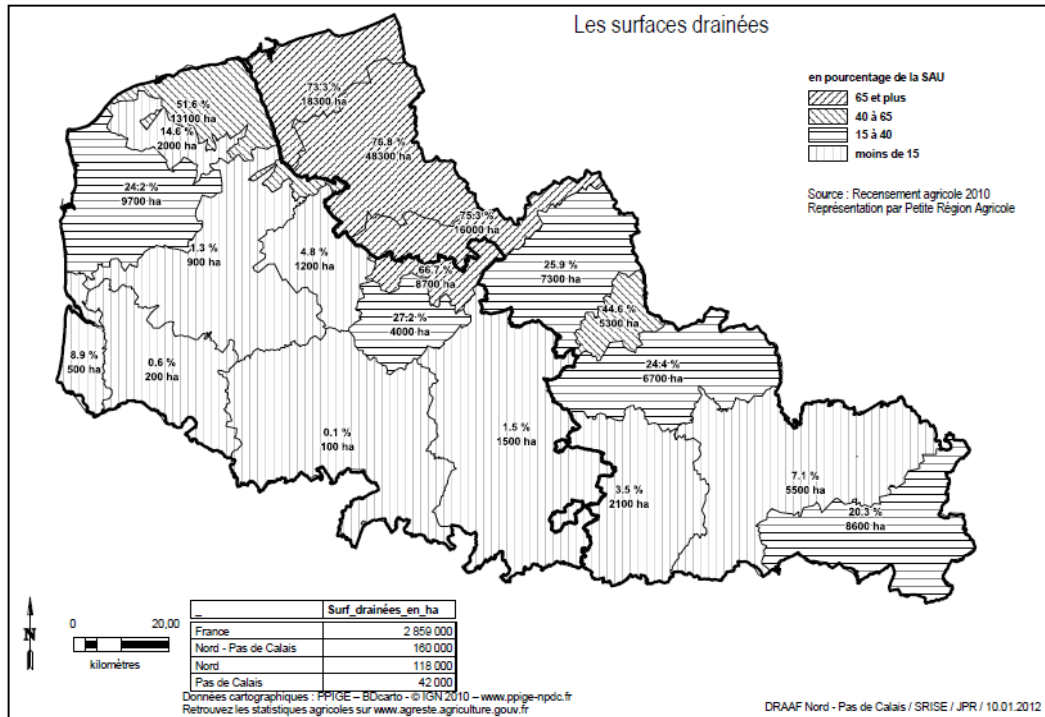 Les surfaces drainées
en pourcentage de la SAU
65 et plus
40 à 65
15 à 40
moins de 15
Source : Recensement agricole 2010
Représentation par Petite Région Agricole
73.3 %
18300 ha
51.6 %
13100 ha
14.6 %
2000 ha
76.8 %
48300 ha
24.2 %
9700 ha
75.3 %
16000 ha
1.3 %
900 ha
4.8 %
1200 ha
66.7 %
8700 ha
25.9 %
7300 ha
44.6 %
5300 ha
27.2 %
4000 ha
8.9 %
500 ha
0.6 %
200 ha
24.4 %
6700 ha
0.1 %
100 ha
1.5 %
1500 ha
3.5 %
2100 ha
7.1 %
5500 ha
20.3 %
8600 ha
N
0,00 20,00
kilomètres
_ Surf_drainées_en_ha
France 2 859 000
Nord - Pas de Calais 160 000
Nord 118 000
Pas de Calais 42 000
Données cartographiques : PPIGE – BDcarto - © IGN 2010 – www.ppige-npdc.fr
Retrouvez les statistiques agricoles sur www.agreste.agriculture.gouv.fr
DRAAF Nord - Pas de Calais / SRISE / JPR / 10.01.2012